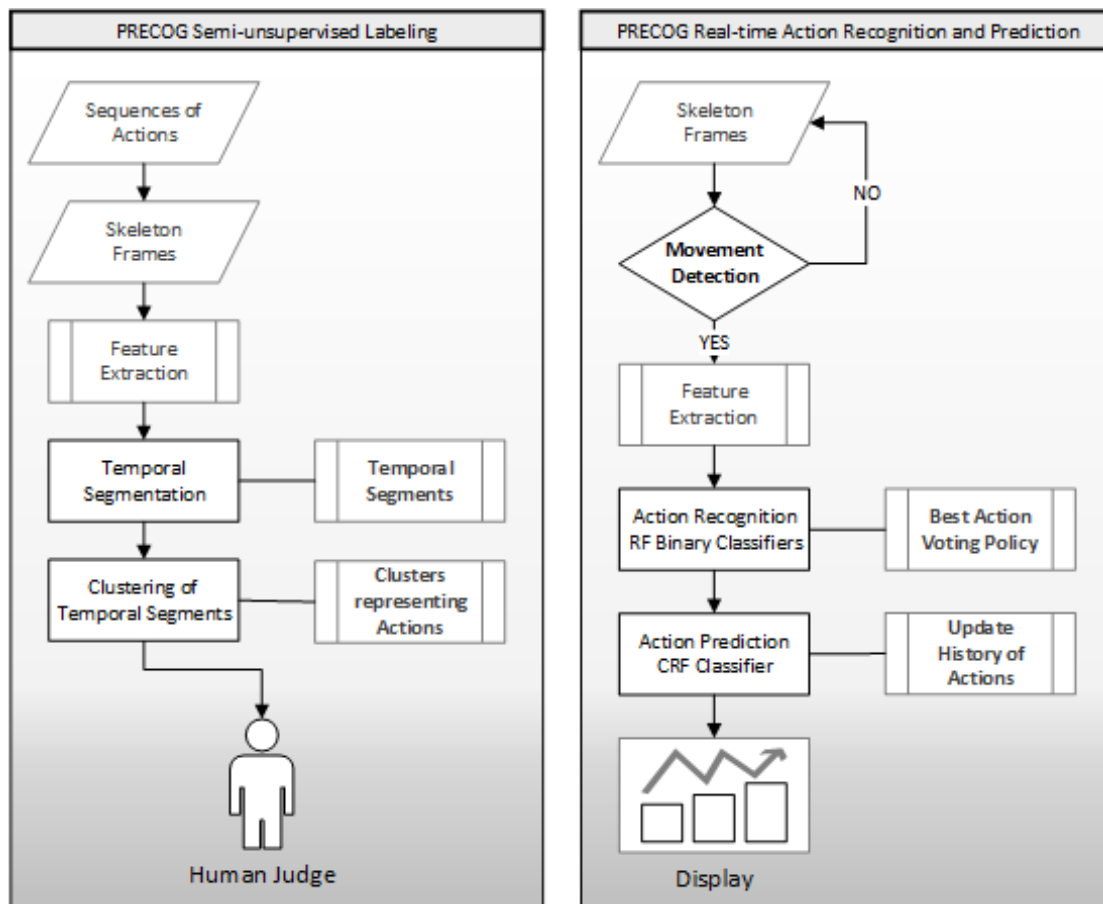 PRECOG Semi-unsupervised Labeling
Sequences of
Actions
Skeleton
Frames
Feature
Extraction
Temporal
Segmentation
Temporal
Segments
Clustering of
Temporal Segments
Clusters
representing
Actions
Human Judge
PRECOG Real-time Action Recognition and Prediction
Skeleton
Frames
NO
Movement
Detection
YES
Feature
Extraction
Action Recognition
RF Binary Classifiers
Best Action
Voting Policy
Action Prediction
CRF Classifier
Update
History of
Actions
Display